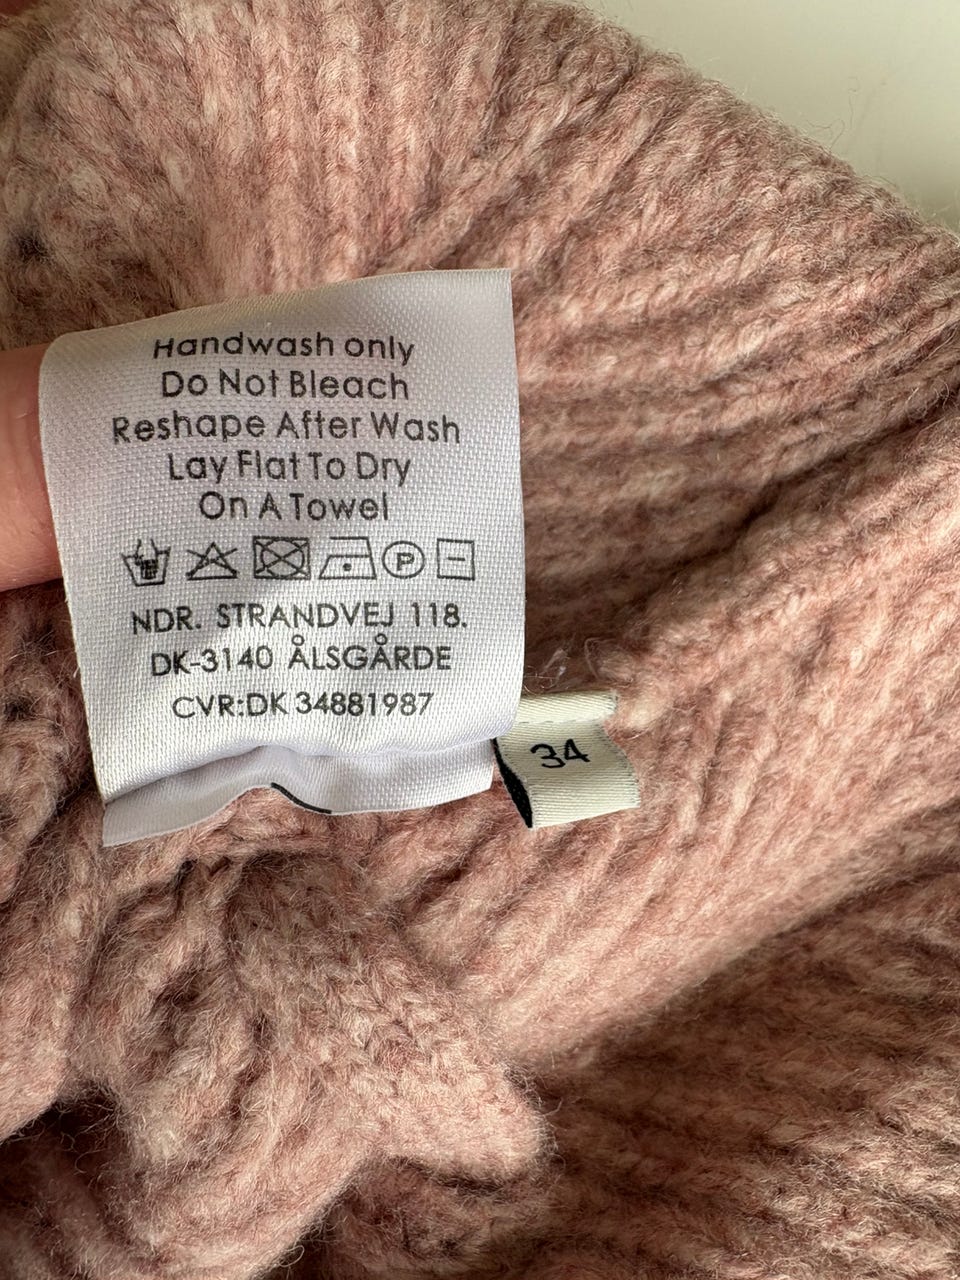 Handwash only
Do Not Bleach
Reshape After Wash
Lay Flat To Dry
On A Towel
P
NDR. STRANDVEJ 118.
DK-3140 ÅLSGÅRDE
CVR:DK 34881987
34